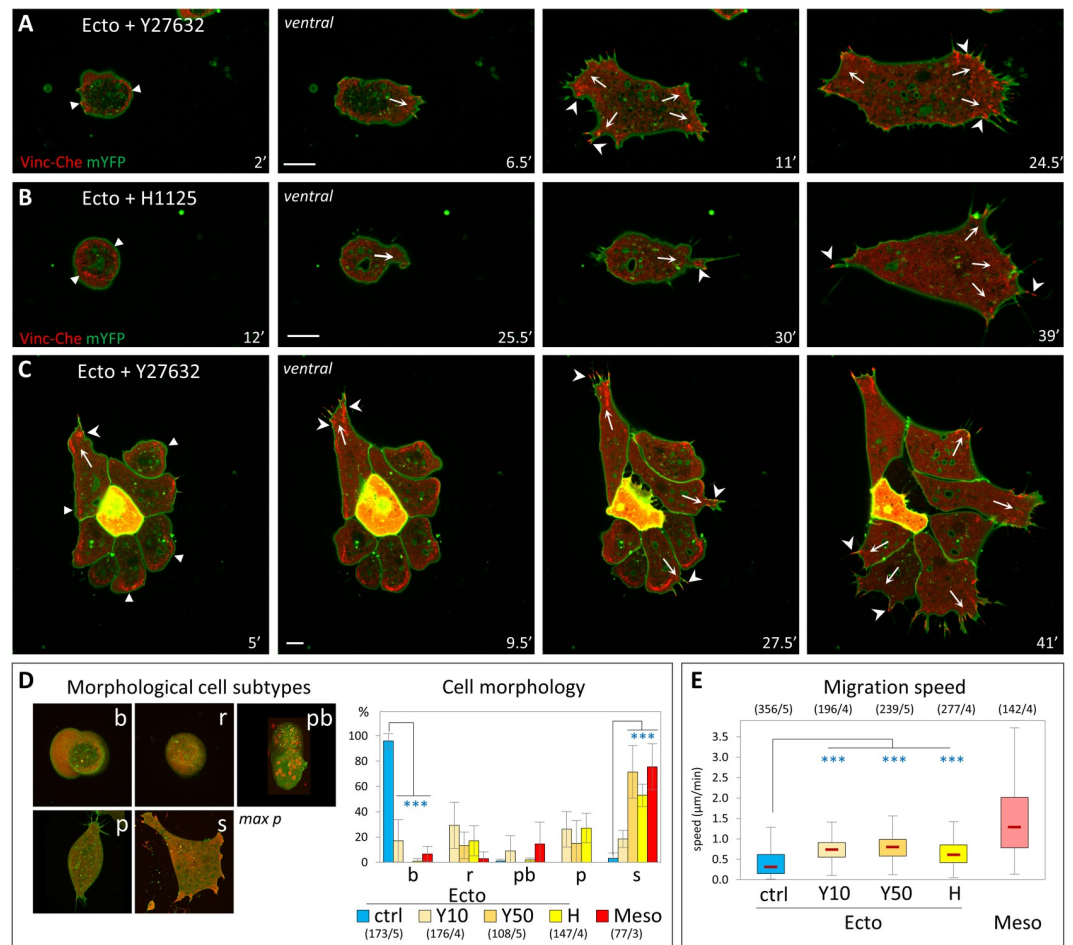 A
Ecto + Y27632
ventral
Vinc-Che mYFP
2’
6.5’
11’
24.5’
B
Ecto + H1125
ventral
Vinc-Che mYFP
12’
25.5’
30’
39’
C
Ecto + Y27632
ventral
5’
9.5’
27.5’
41’
D
Morphological cell subtypes
b
r
pb
p
s
max p
Cell morphology
%
100
80
60
40
20
0
***
***
b
r
pb
p
s
Ecto
ctrl
Y10
Y50
H
Meso
(173/5)
(176/4)
(108/5)
(147/4)
(77/3)
E
Migration speed
(356/5)
(196/4)
(239/5)
(277/4)
(142/4)
speed (µm/min)
3.5
3.0
2.5
2.0
1.5
1.0
0.5
0.0
***
***
***
ctrl
Y10
Y50
H
Ecto
Meso